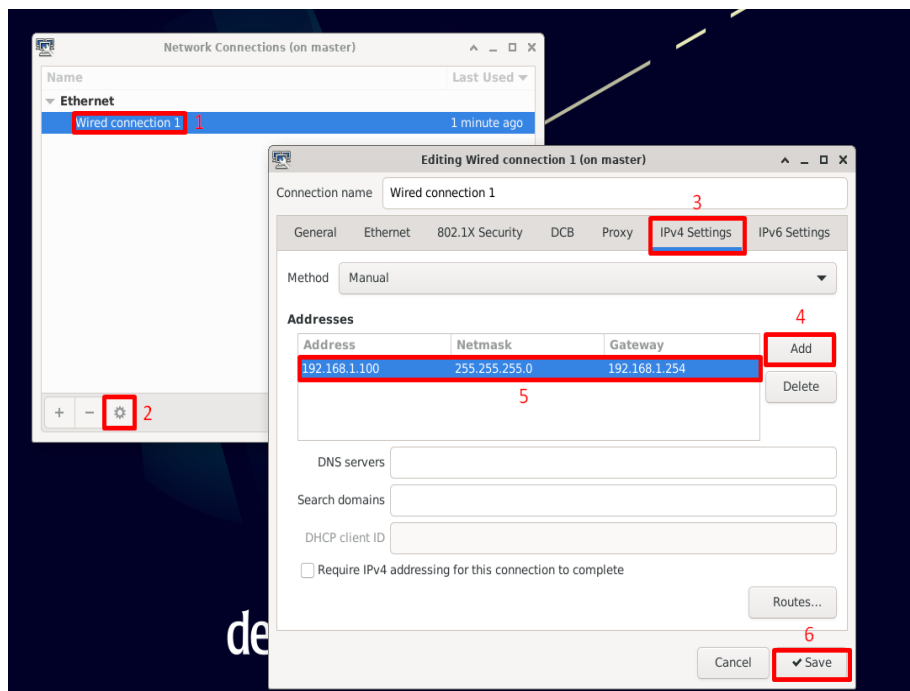 Network Connections (on master)
Name Last Used
Ethernet
Wired connection 1 1 1 minute ago
Editing Wired connection 1 (on master)
Connection name Wired connection 1
3
General Ethernet 802.1X Security DCB Proxy IPv4 Settings IPv6 Settings
Method Manual
Addresses
4
Address Netmask Gateway
Add
192.168.1.100 255.255.255.0 192.168.1.254
5
Delete
+ − 2
DNS servers
Search domains
DHCP client ID
Require IPv4 addressing for this connection to complete
Routes...
de
6
Cancel Save